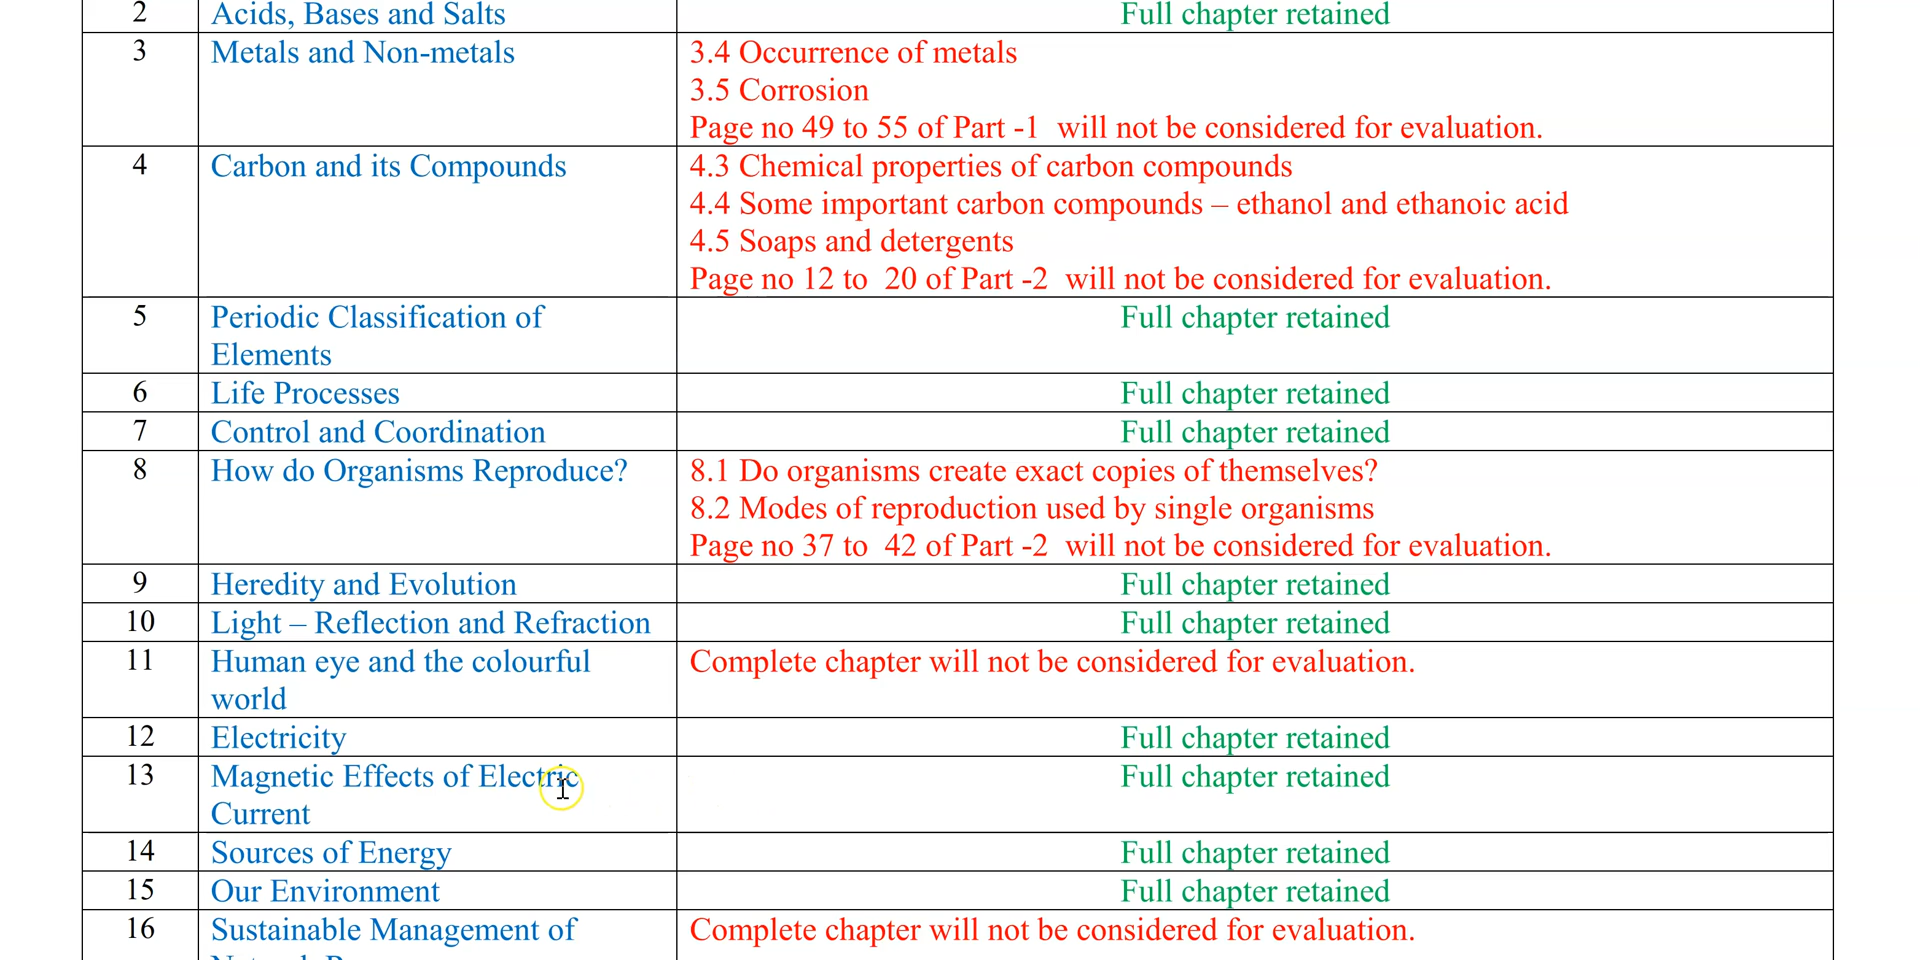 2 Acids, Bases and Salts Full chapter retained
3 Metals and Non-metals 3.4 Occurrence of metals
3.5 Corrosion
Page no 49 to 55 of Part -1 will not be considered for evaluation.
4 Carbon and its Compounds 4.3 Chemical properties of carbon compounds
4.4 Some important carbon compounds – ethanol and ethanoic acid
4.5 Soaps and detergents
Page no 12 to 20 of Part -2 will not be considered for evaluation.
5 Periodic Classification of Full chapter retained
Elements
6 Life Processes Full chapter retained
7 Control and Coordination Full chapter retained
8 How do Organisms Reproduce? 8.1 Do organisms create exact copies of themselves?
8.2 Modes of reproduction used by single organisms
Page no 37 to 42 of Part -2 will not be considered for evaluation.
9 Heredity and Evolution Full chapter retained
10 Light – Reflection and Refraction Full chapter retained
11 Human eye and the colourful Complete chapter will not be considered for evaluation.
world
12 Electricity Full chapter retained
13 Magnetic Effects of Electric Full chapter retained
Current
14 Sources of Energy Full chapter retained
15 Our Environment Full chapter retained
16 Sustainable Management of Complete chapter will not be considered for evaluation.